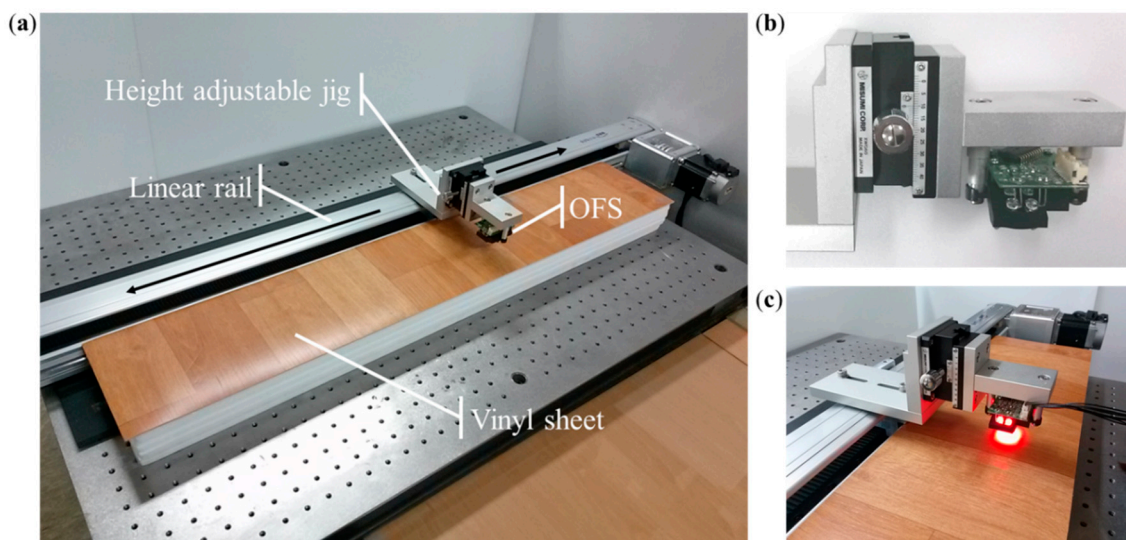 (a)
Height adjustable jig
Linear rail
OFS
Vinyl sheet
(b)
MISUMI CORP.
(c)